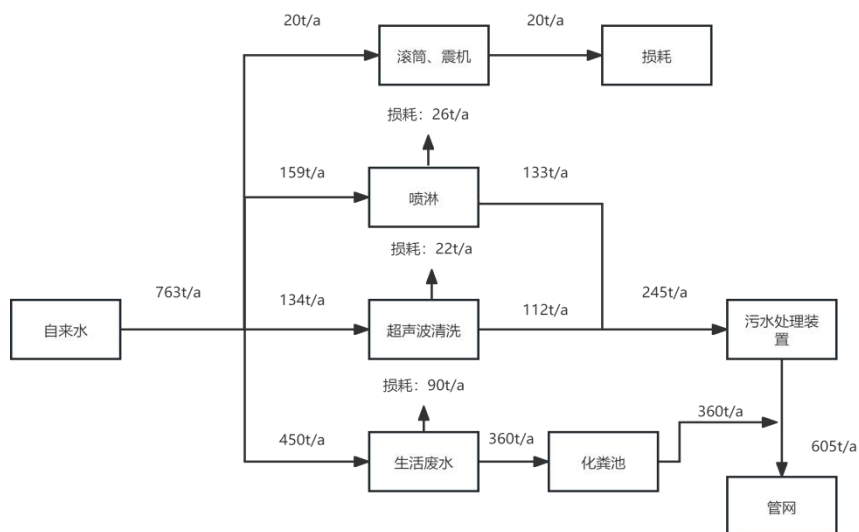 20t/a
20t/a
滚筒、震机
损耗
损耗：26t/a
159t/a
133t/a
喷淋
损耗：22t/a
763t/a
134t/a
112t/a
245t/a
自来水
超声波清洗
污水处理装
置
损耗：90t/a
360t/a
450t/a
360t/a
605t/a
生活废水
化粪池
管网